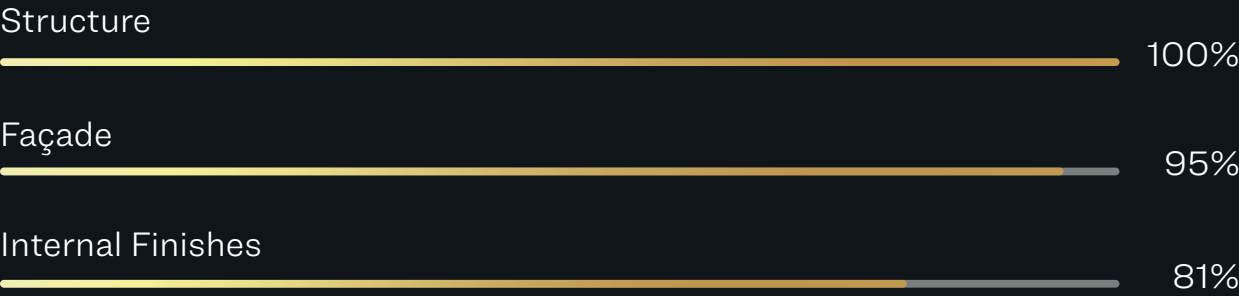 Structure
100%
Façade
95%
Internal Finishes
81%